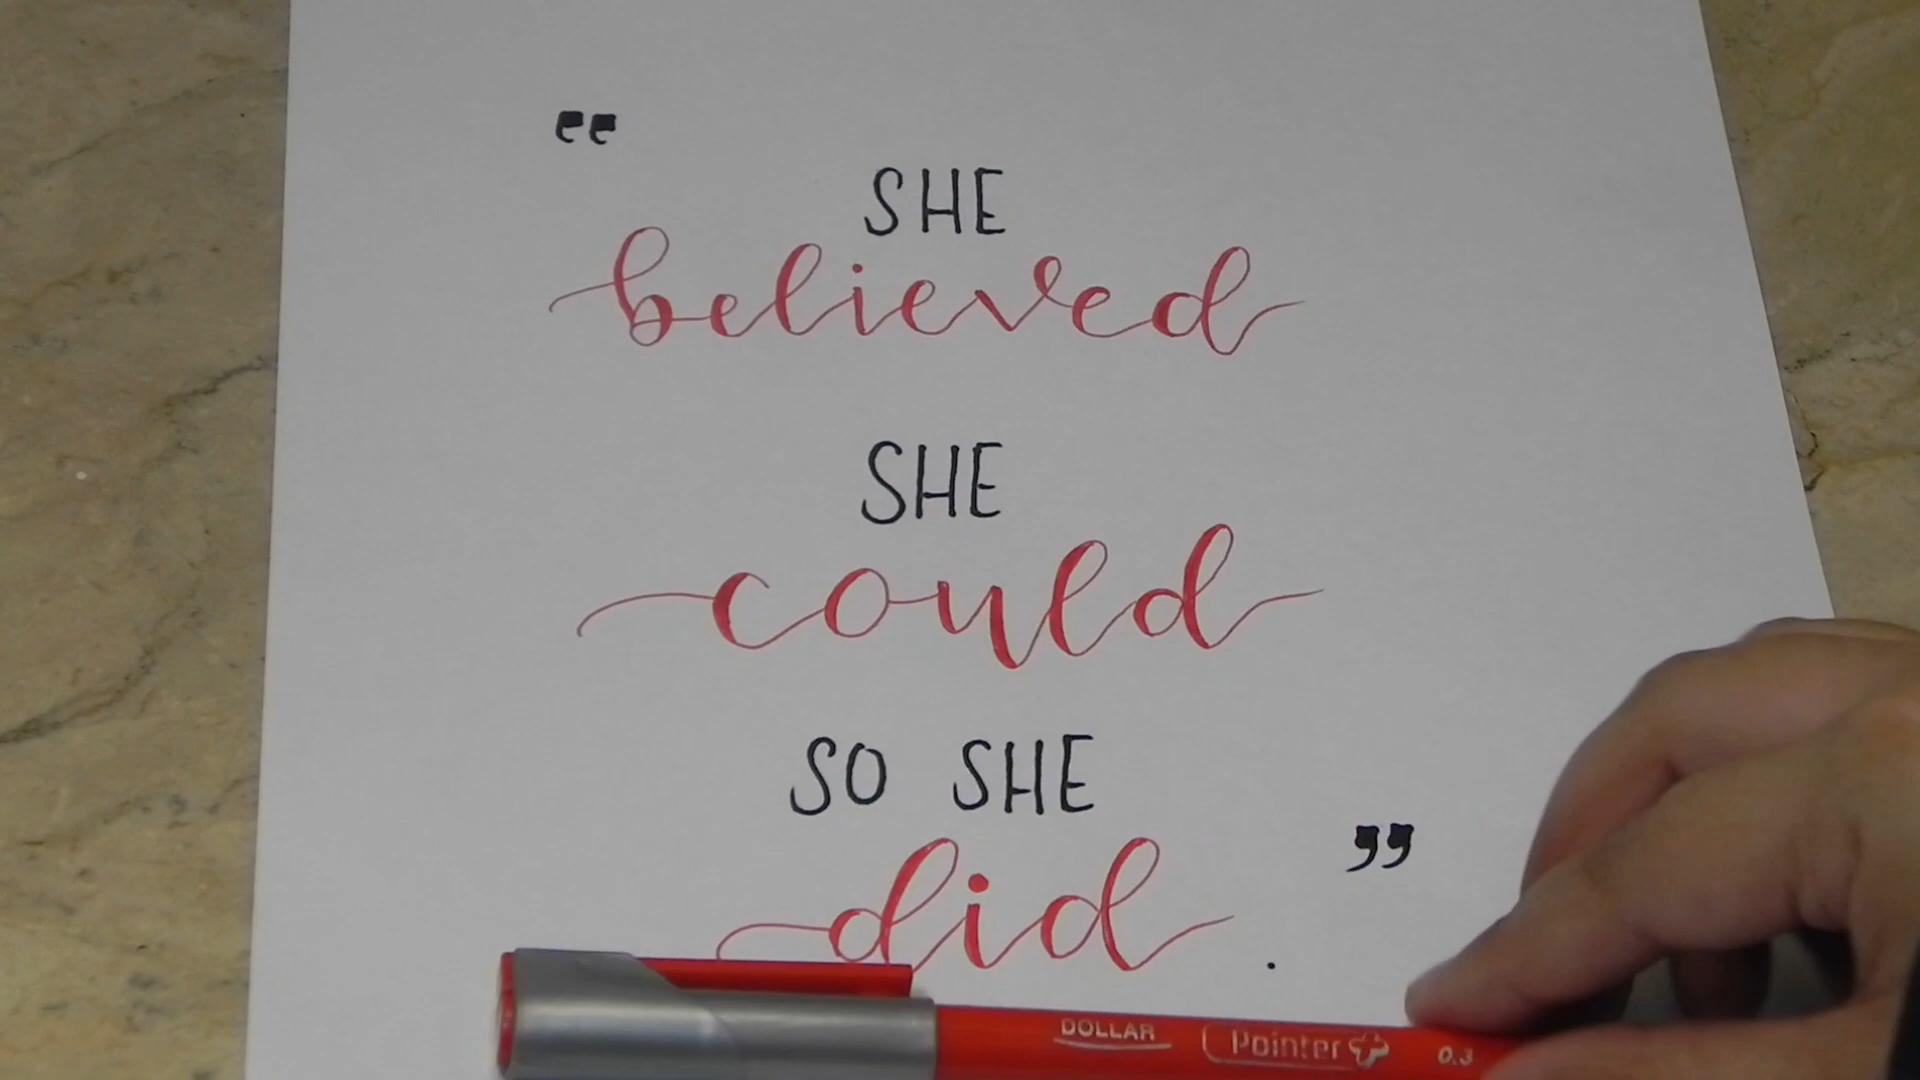 “
SHE
believed
SHE
could
SO SHE
did.
”
DOLLAR Pointer 0.3